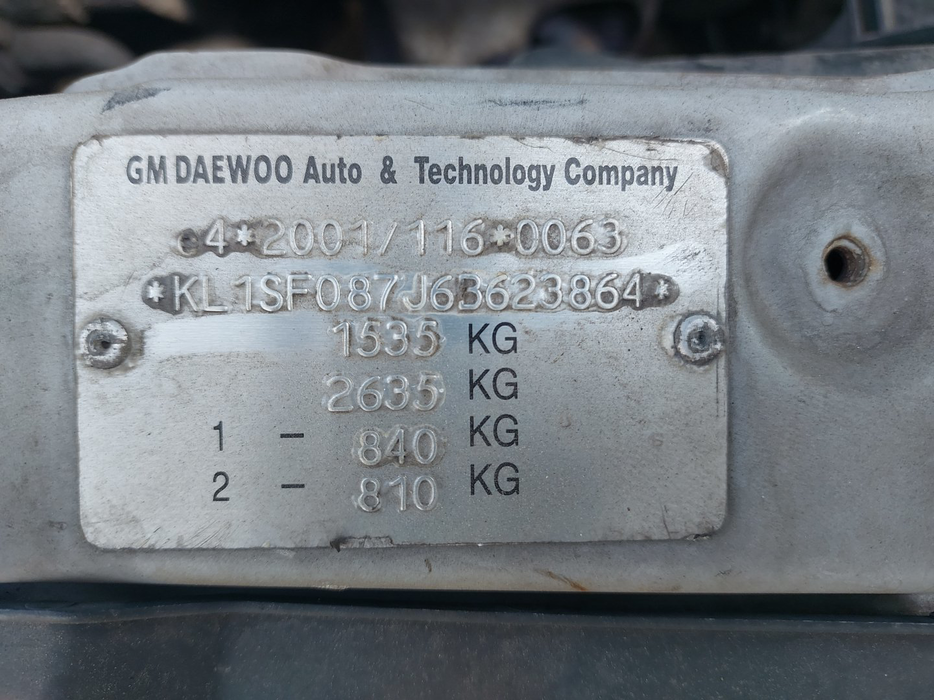 GM DAEWOO Auto & Technology Company
e4*2001/116*0063
*KL1SF087J6B623864*
1535 KG
2635 KG
1 - 840 KG
2 - 810 KG